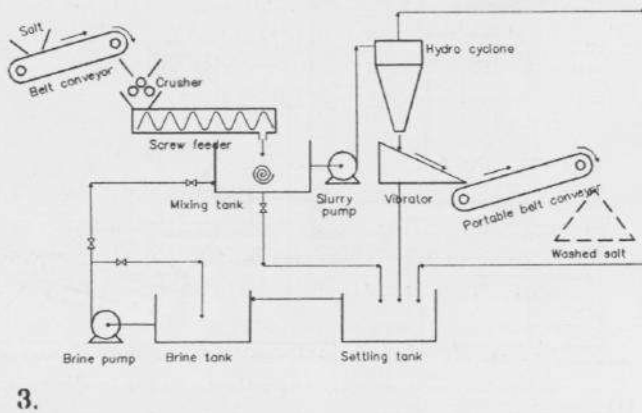 Salt
Belt conveyor
Crusher
Screw feeder
Hydro cyclone
Mixing tank
Slurry
pump
Vibrator
Portable belt conveyor
Washed salt
Brine pump
Brine tank
Settling tank
3.